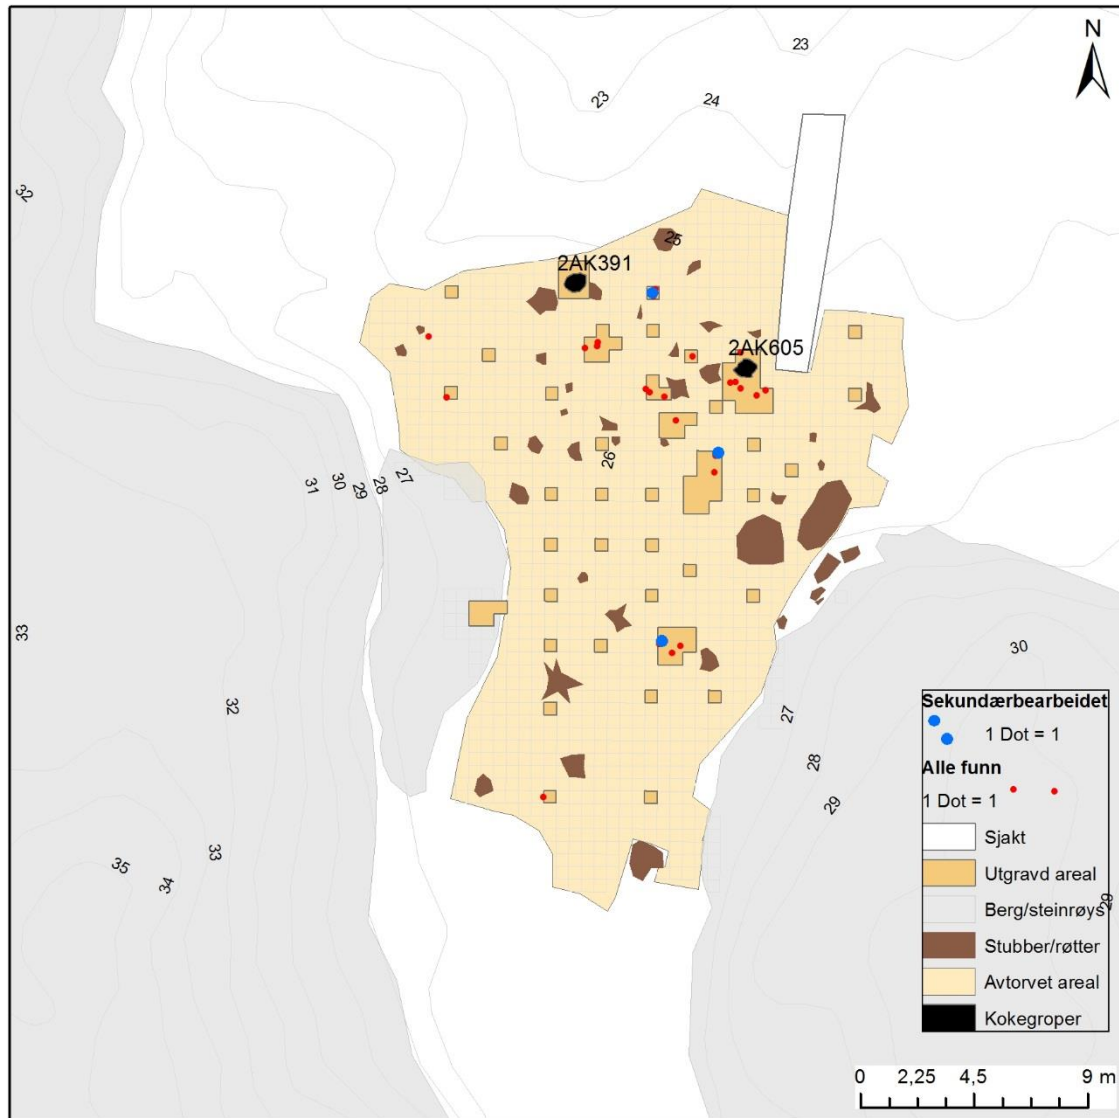 N
23
23
24
32
25
2AK391
2AK605
26
31
30
29
28
27
33
30
32
27
28
29
33
35
34
29
Sekundærbearbeidet
1 Dot = 1
Alle funn
1 Dot = 1
Sjakt
Utgravd areal
Berg/steinrøys
Stubber/røtter
Avtorvet areal
Kokegroper
0 2,25 4,5 9 m